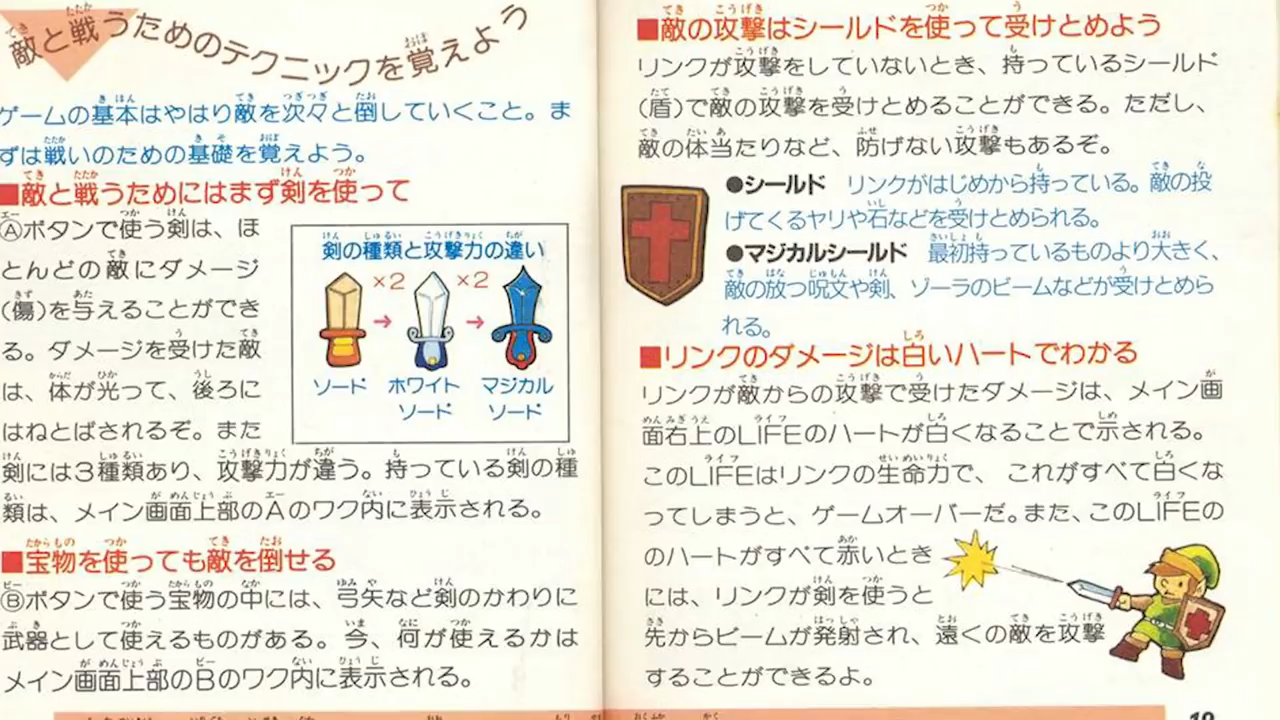 敵と戦うためのテクニックを覚えよう
ゲームの基本はやはり敵を次々と倒していくこと。ま
ずは戦いのための基礎を覚えよう。
■敵と戦うためにはまず剣を使って
Ⓐボタンで使う剣は、ほ
とんどの敵にダメージ
(傷)を与えることができ
る。ダメージを受けた敵
は、体が光って、後ろに
はねとばされるぞ。また
剣には3種類あり、攻撃力が違う。持っている剣の種
類は、メイン画面上部のAのワク内に表示される。
剣の種類と攻撃力の違い
×2 ×2
ソード ホワイトソード マジカルソード
■宝物を使っても敵を倒せる
Ⓑボタンで使う宝物の中には、弓矢など剣のかわりに
武器として使えるものがある。今、何が使えるかは
メイン画面上部のBのワク内に表示される。
■敵の攻撃はシールドを使って受けとめよう
リンクが攻撃をしていないとき、持っているシールド
(盾)で敵の攻撃を受けとめることができる。ただし、
敵の体当たりなど、防げない攻撃もあるぞ。
●シールド リンクがはじめから持っている。敵の投
げてくるヤリや石などを受けとめられる。
●マジカルシールド 最初持っているものより大きく、
敵の放つ呪文や剣、ゾーラのビームなどが受けとめら
れる。
■リンクのダメージは白いハートでわかる
リンクが敵からの攻撃で受けたダメージは、メイン画
面右上のLIFEのハートが白くなることで示される。
このLIFEはリンクの生命力で、これがすべて白くな
ってしまうと、ゲームオーバーだ。また、このLIFEの
のハートがすべて赤いとき
には、リンクが剣を使うと
先からビームが発射され、遠くの敵を攻撃
することができるよ。